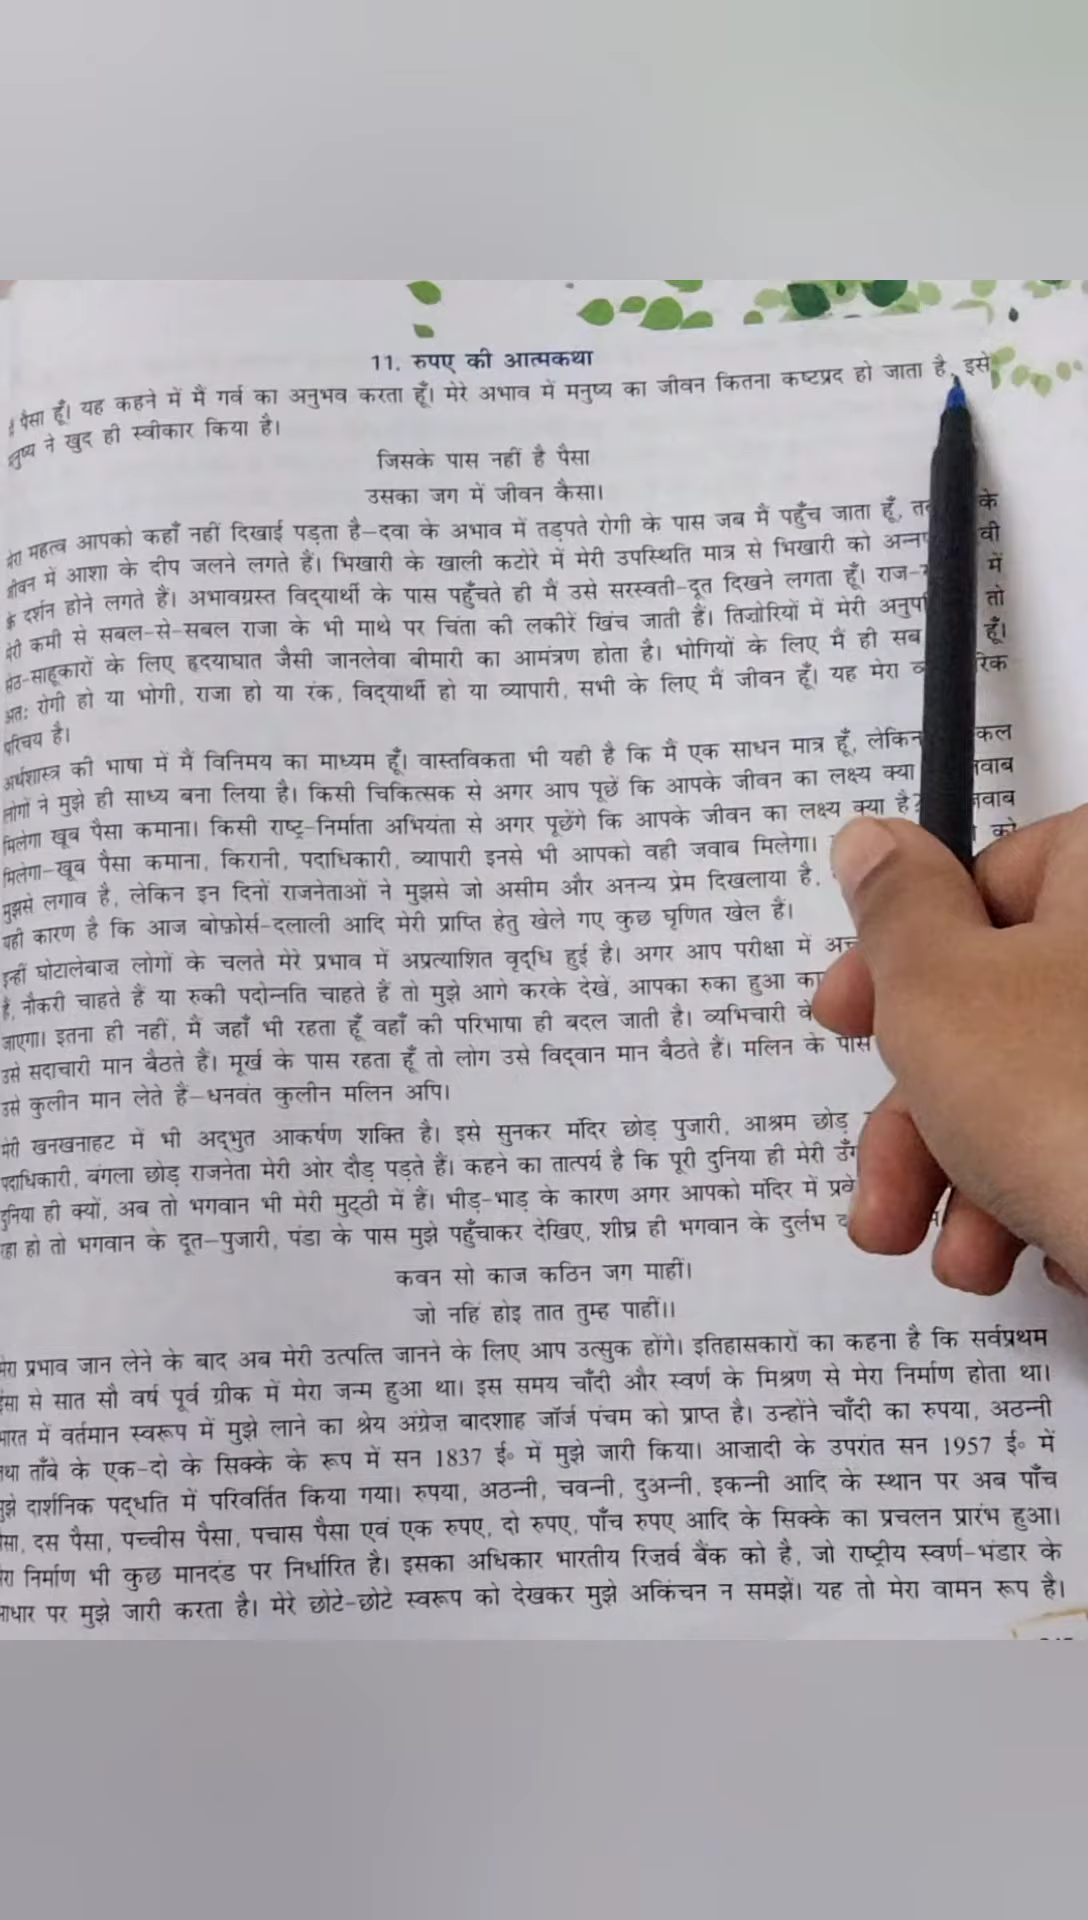 11. रुपए की आत्मकथा
पैसा हूँ। यह कहने में मैं गर्व का अनुभव करता हूँ। मेरे अभाव में मनुष्य का जीवन कितना कष्टप्रद हो जाता है, इसे
ने खुद ही स्वीकार किया है।
जिसके पास नहीं है पैसा
उसका जग में जीवन कैसा।
महत्व आपको कहाँ नहीं दिखाई पड़ता है–दवा के अभाव में तड़पते रोगी के पास जब मैं पहुँच जाता हूँ, के
जीवन में आशा के दीप जलने लगते हैं। भिखारी के खाली कटोरे में मेरी उपस्थिति मात्र से भिखारी को
के दर्शन होने लगते हैं। अभावग्रस्त विद्यार्थी के पास पहुँचते ही मैं उसे सरस्वती-दूत दिखने लगता हूँ। में
मेरी कमी से सबल-से-सबल राजा के भी माथे पर चिंता की लकीरें खिंच जाती हैं। तिजोरियों में मेरी तो
सेठ-साहूकारों के लिए हृदयाघात जैसी जानलेवा बीमारी का आमंत्रण होता है। भोगियों के लिए मैं ही सब हूँ।
अतः रोगी हो या भोगी, राजा हो या रंक, विद्यार्थी हो या व्यापारी, सभी के लिए मैं जीवन हूँ। यह मेरा
परिचय है।
अर्थशास्त्र की भाषा में मैं विनिमय का माध्यम हूँ। वास्तविकता भी यही है कि मैं एक साधन मात्र हूँ, लेकिन
लोगों ने मुझे ही साध्य बना लिया है। किसी चिकित्सक से अगर आप पूछें कि आपके जीवन का लक्ष्य क्या
मिलेगा खूब पैसा कमाना। किसी राष्ट्र-निर्माता अभियंता से अगर पूछेंगे कि आपके जीवन का लक्ष्य क्या है?
मिलेगा-खूब पैसा कमाना, किरानी, पदाधिकारी, व्यापारी इनसे भी आपको वही जवाब मिलेगा। को
मुझसे लगाव है, लेकिन इन दिनों राजनेताओं ने मुझसे जो असीम और अनन्य प्रेम दिखलाया है,
यही कारण है कि आज बोफ़ोर्स-दलाली आदि मेरी प्राप्ति हेतु खेले गए कुछ घृणित खेल हैं।
इन्हीं घोटालेबाज़ लोगों के चलते मेरे प्रभाव में अप्रत्याशित वृद्धि हुई है। अगर आप परीक्षा में
हैं, नौकरी चाहते हैं या रुकी पदोन्नति चाहते हैं तो मुझे आगे करके देखें, आपका रुका हुआ
जाएगा। इतना ही नहीं, मैं जहाँ भी रहता हूँ वहाँ की परिभाषा ही बदल जाती है। व्यभिचारी
उसे सदाचारी मान बैठते हैं। मूर्ख के पास रहता हूँ तो लोग उसे विद्वान मान बैठते हैं। मलिन के पास
उसे कुलीन मान लेते हैं–धनवंत कुलीन मलिन अपि।
मेरी खनखनाहट में भी अद्भुत आकर्षण शक्ति है। इसे सुनकर मंदिर छोड़ पुजारी, आश्रम छोड़
पदाधिकारी, बंगला छोड़ राजनेता मेरी ओर दौड़ पड़ते हैं। कहने का तात्पर्य है कि पूरी दुनिया ही मेरी
दुनिया ही क्यों, अब तो भगवान भी मेरी मुट्ठी में हैं। भीड़-भाड़ के कारण अगर आपको मंदिर में
रहा हो तो भगवान के दूत-पुजारी, पंडा के पास मुझे पहुँचाकर देखिए, शीघ्र ही भगवान के दुर्लभ
कवन सो काज कठिन जग माहीं।
जो नहिं होइ तात तुम्ह पाहीं।।
मेरा प्रभाव जान लेने के बाद अब मेरी उत्पत्ति जानने के लिए आप उत्सुक होंगे। इतिहासकारों का कहना है कि सर्वप्रथम
ईसा से सात सौ वर्ष पूर्व ग्रीक में मेरा जन्म हुआ था। इस समय चाँदी और स्वर्ण के मिश्रण से मेरा निर्माण होता था।
भारत में वर्तमान स्वरूप में मुझे लाने का श्रेय अंग्रेज़ बादशाह जॉर्ज पंचम को प्राप्त है। उन्होंने चाँदी का रुपया, अठन्नी
तथा ताँबे के एक-दो के सिक्के के रूप में सन 1837 ई० में मुझे जारी किया। आज़ादी के उपरांत सन 1957 ई० में
मुझे दार्शनिक पद्धति में परिवर्तित किया गया। रुपया, अठन्नी, चवन्नी, दुअन्नी, इकन्नी आदि के स्थान पर अब पाँच
पैसा, दस पैसा, पच्चीस पैसा, पचास पैसा एवं एक रुपए, दो रुपए, पाँच रुपए आदि के सिक्के का प्रचलन प्रारंभ हुआ।
मेरा निर्माण भी कुछ मानदंड पर निर्धारित है। इसका अधिकार भारतीय रिज़र्व बैंक को है, जो राष्ट्रीय स्वर्ण-भंडार के
आधार पर मुझे जारी करता है। मेरे छोटे-छोटे स्वरूप को देखकर मुझे अकिंचन न समझें। यह तो मेरा वामन रूप है।